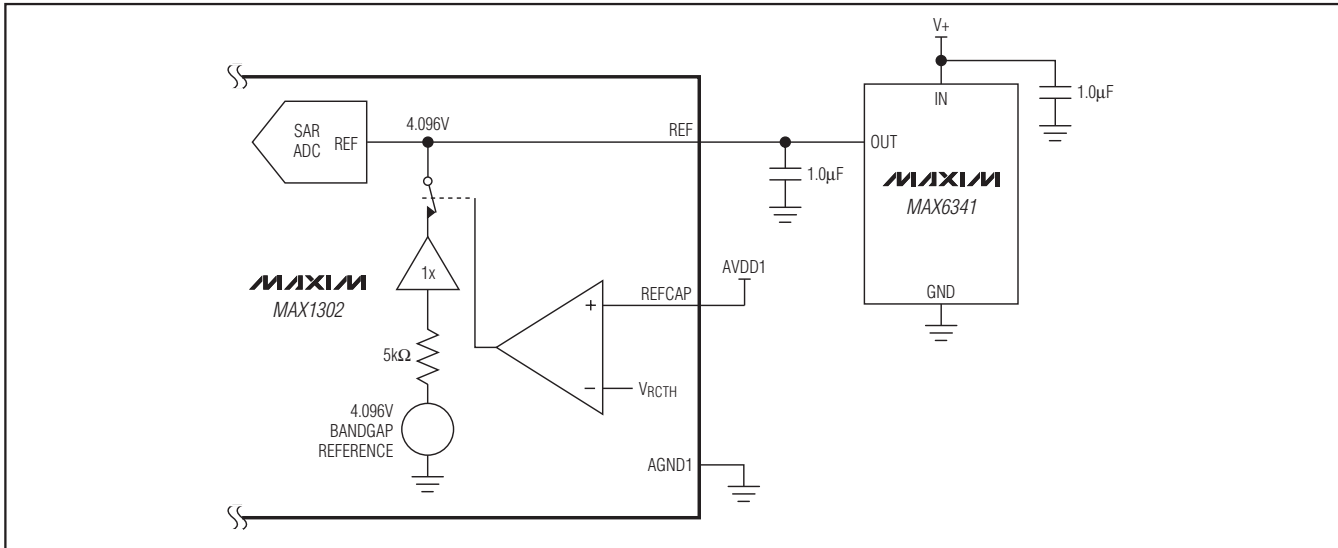 V+
IN
1.0µF
SAR
ADC
REF
4.096V
REF
OUT
1.0µF
MAXIM
MAX6341
GND
AVDD1
REFCAP
1x
MAXIM
MAX1302
+
5kΩ
−
VRCTH
4.096V
BANDGAP
REFERENCE
AGND1